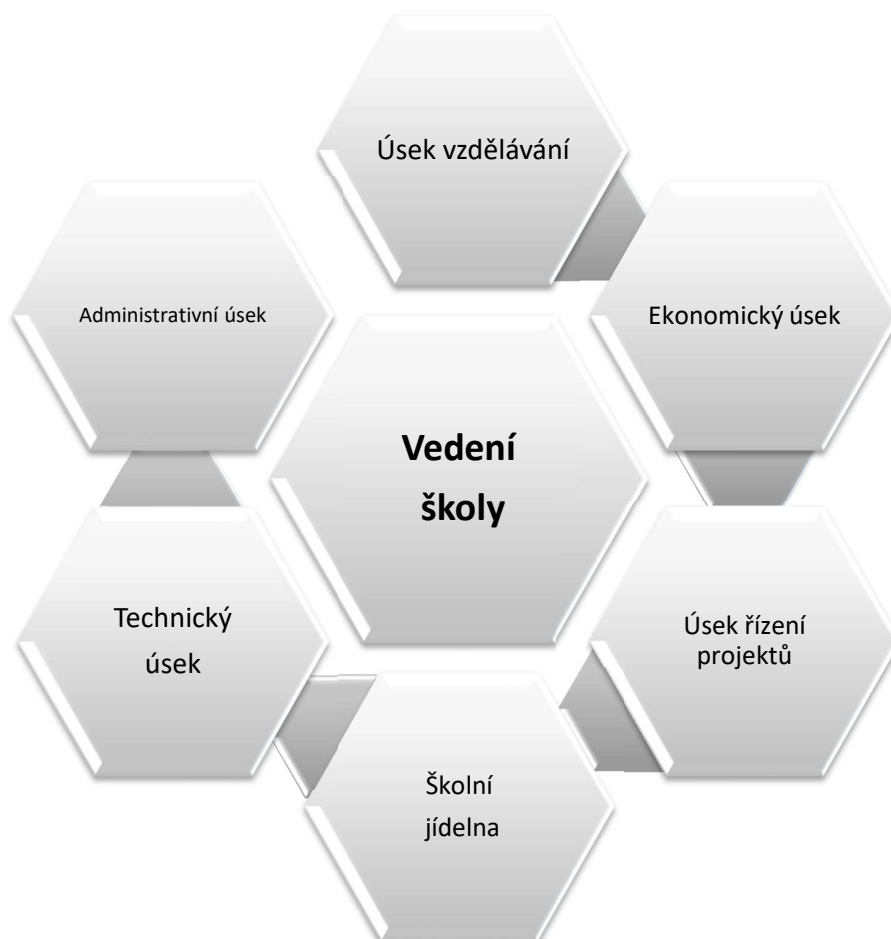 Úsek vzdělávání
Administrativní úsek
Ekonomický úsek
Vedení
školy
Technický
úsek
Úsek řízení
projektů
Školní
jídelna